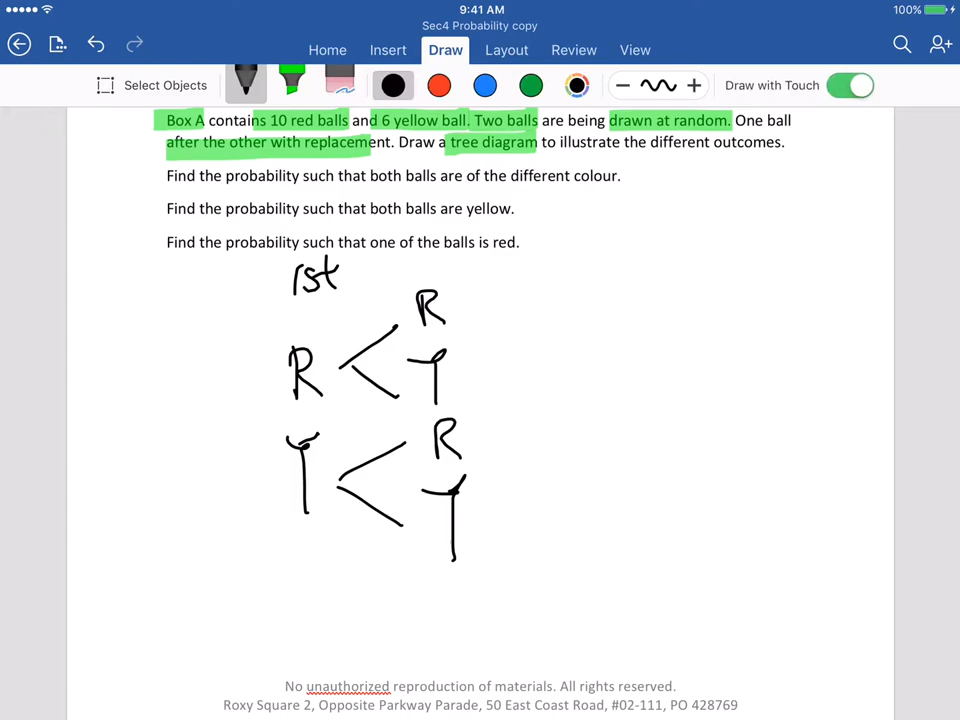 9:41 AM
100%
Sec4 Probability copy
Home Insert Draw Layout Review View
Select Objects
Draw with Touch
Box A contains 10 red balls and 6 yellow ball. Two balls are being drawn at random. One ball
after the other with replacement. Draw a tree diagram to illustrate the different outcomes.
Find the probability such that both balls are of the different colour.
Find the probability such that both balls are yellow.
Find the probability such that one of the balls is red.
1st
R
R
Y
R
Y
Y
No unauthorized reproduction of materials. All rights reserved.
Roxy Square 2, Opposite Parkway Parade, 50 East Coast Road, #02-111, PO 428769